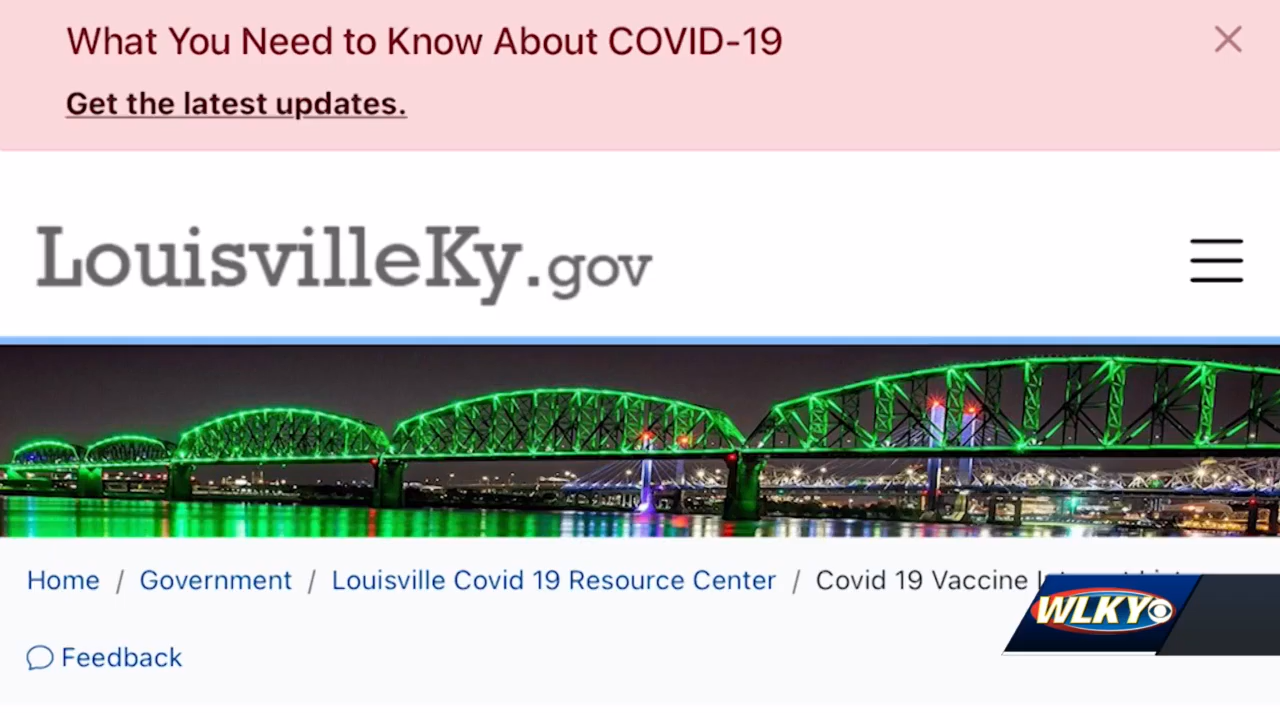 What You Need to Know About COVID-19
Get the latest updates.
LouisvilleKy.gov
Home / Government / Louisville Covid 19 Resource Center / Covid 19 Vaccine
WLKY
Feedback